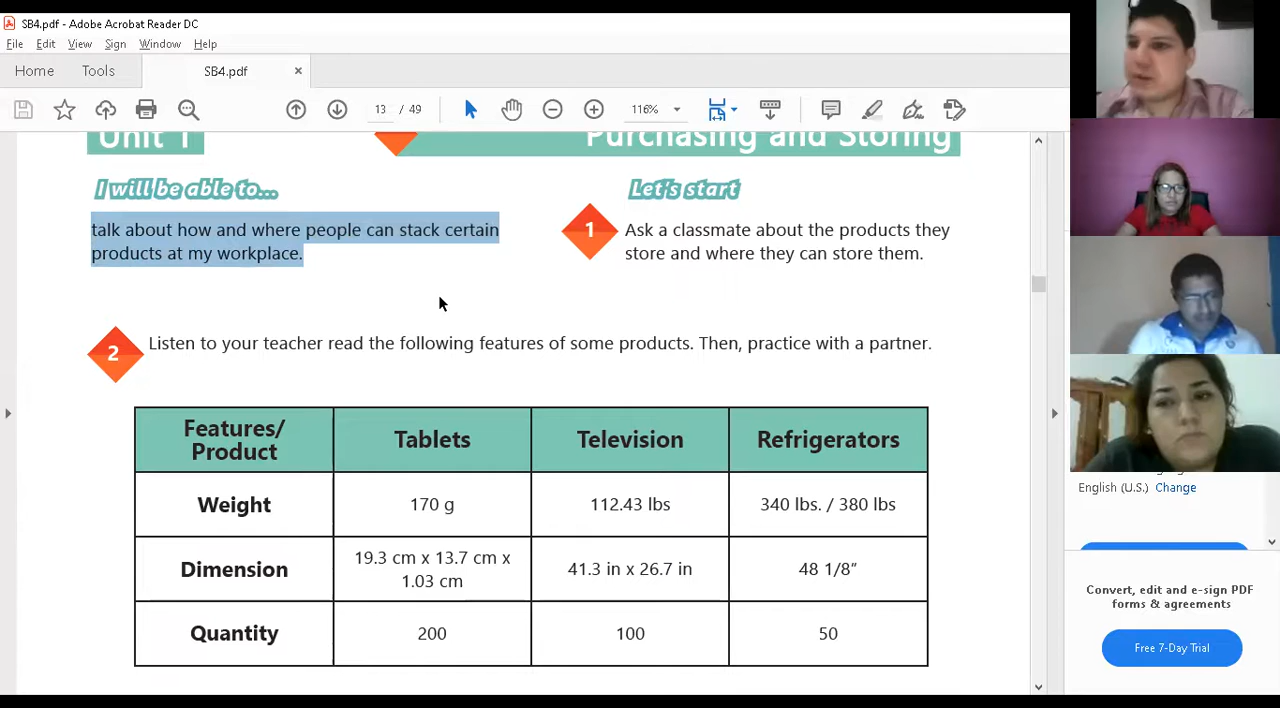 SB4.pdf - Adobe Acrobat Reader DC
File Edit View Sign Window Help
Home Tools SB4.pdf
13 / 49 116%
Unit 1 Purchasing and Storing
I will be able to...
talk about how and where people can stack certain
products at my workplace.
Let's start
1 Ask a classmate about the products they
store and where they can store them.
2 Listen to your teacher read the following features of some products. Then, practice with a partner.
Features/
Product
Tablets Television Refrigerators
Weight 170 g 112.43 lbs 340 lbs. / 380 lbs
Dimension 19.3 cm x 13.7 cm x
1.03 cm
41.3 in x 26.7 in 48 1/8”
Quantity 200 100 50
English (U.S.) Change
Convert, edit and e-sign PDF
forms & agreements
Free 7-Day Trial